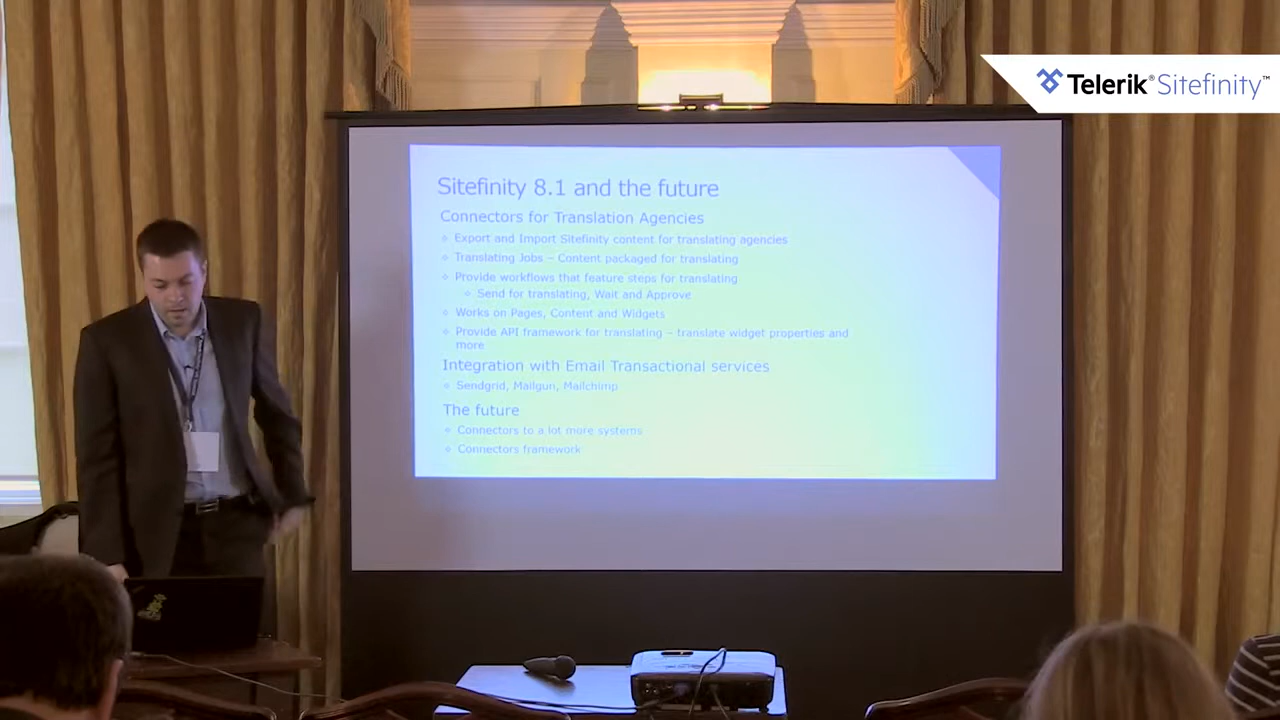 Telerik® Sitefinity™
Sitefinity 8.1 and the future
Connectors for Translation Agencies
Export and Import Sitefinity content for translating agencies
Translating Jobs – Content packaged for translating
Provide workflows that feature steps for translating
Send for translating, Wait and Approve
Works on Pages, Content and Widgets
Provide API framework for translating – translate widget properties and
more
Integration with Email Transactional services
Sendgrid, Mailgun, Mailchimp
The future
Connectors to a lot more systems
Connectors framework